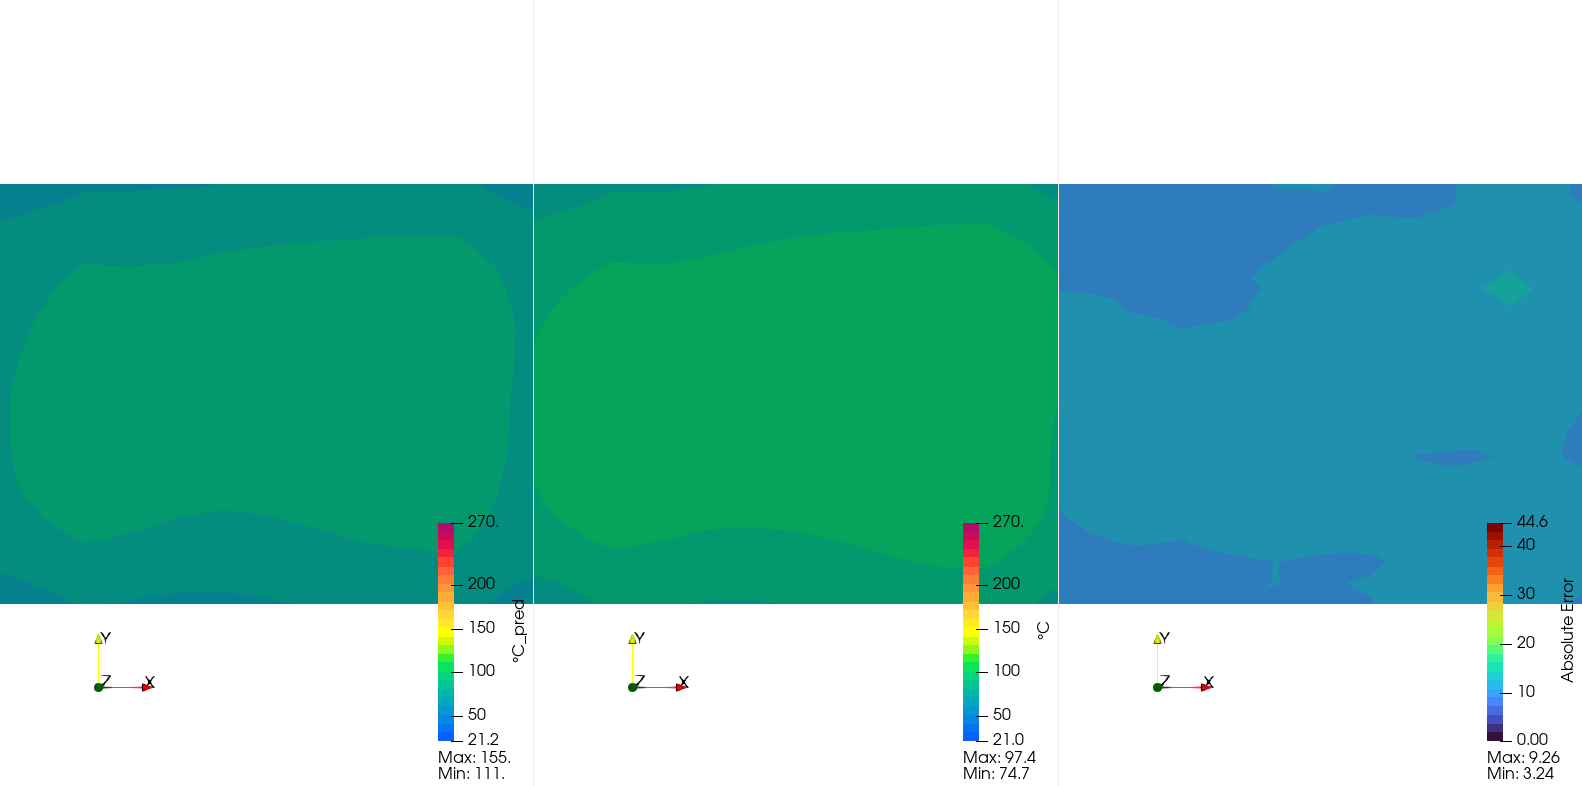 270.
200
150
100
50
21.2
°C_pred
Max: 155.
Min: 111.
Y
Z
X
270.
200
150
100
50
21.0
°C
Max: 97.4
Min: 74.7
Y
Z
X
44.6
40
30
20
10
0.00
Absolute Error
Max: 9.26
Min: 3.24
Y
Z
X